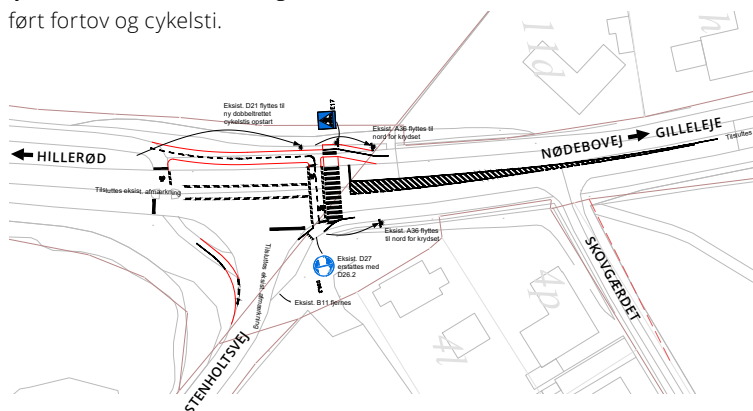 ført fortov og cykelsti.
Eksist. D21 flyttes til
ny dobbeltrettet
cykelstis opstart
E17
Eksist. A36 flyttes til
nord for krydset
HILLERØD
NØDEBOVEJ
GILLELEJE
Tilsluttes
Tilsluttes eksist. afmærkning
Eksist. A36 flyttes
til nord for krydset
Eksist. D27
erstattes med
D26.2
Eksist. B11 fjernes
Tilsluttes eksist. afmærkning
STENHOLTSVEJ
SKOVGÆRDET
11d
h
4p
4l